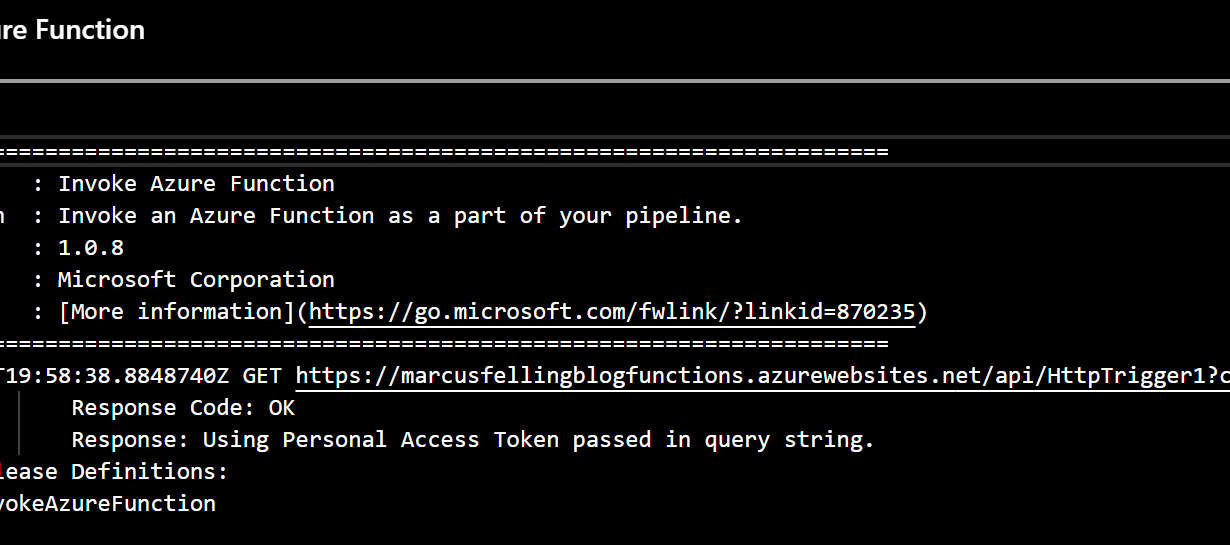 re Function
====================================================================
: Invoke Azure Function
n : Invoke an Azure Function as a part of your pipeline.
: 1.0.8
: Microsoft Corporation
: [More information](https://go.microsoft.com/fwlink/?linkid=870235)
====================================================================
T19:58:38.8848740Z GET https://marcusfellingblogfunctions.azurewebsites.net/api/HttpTrigger1?c
Response Code: OK
Response: Using Personal Access Token passed in query string.
lease Definitions:
vokeAzureFunction